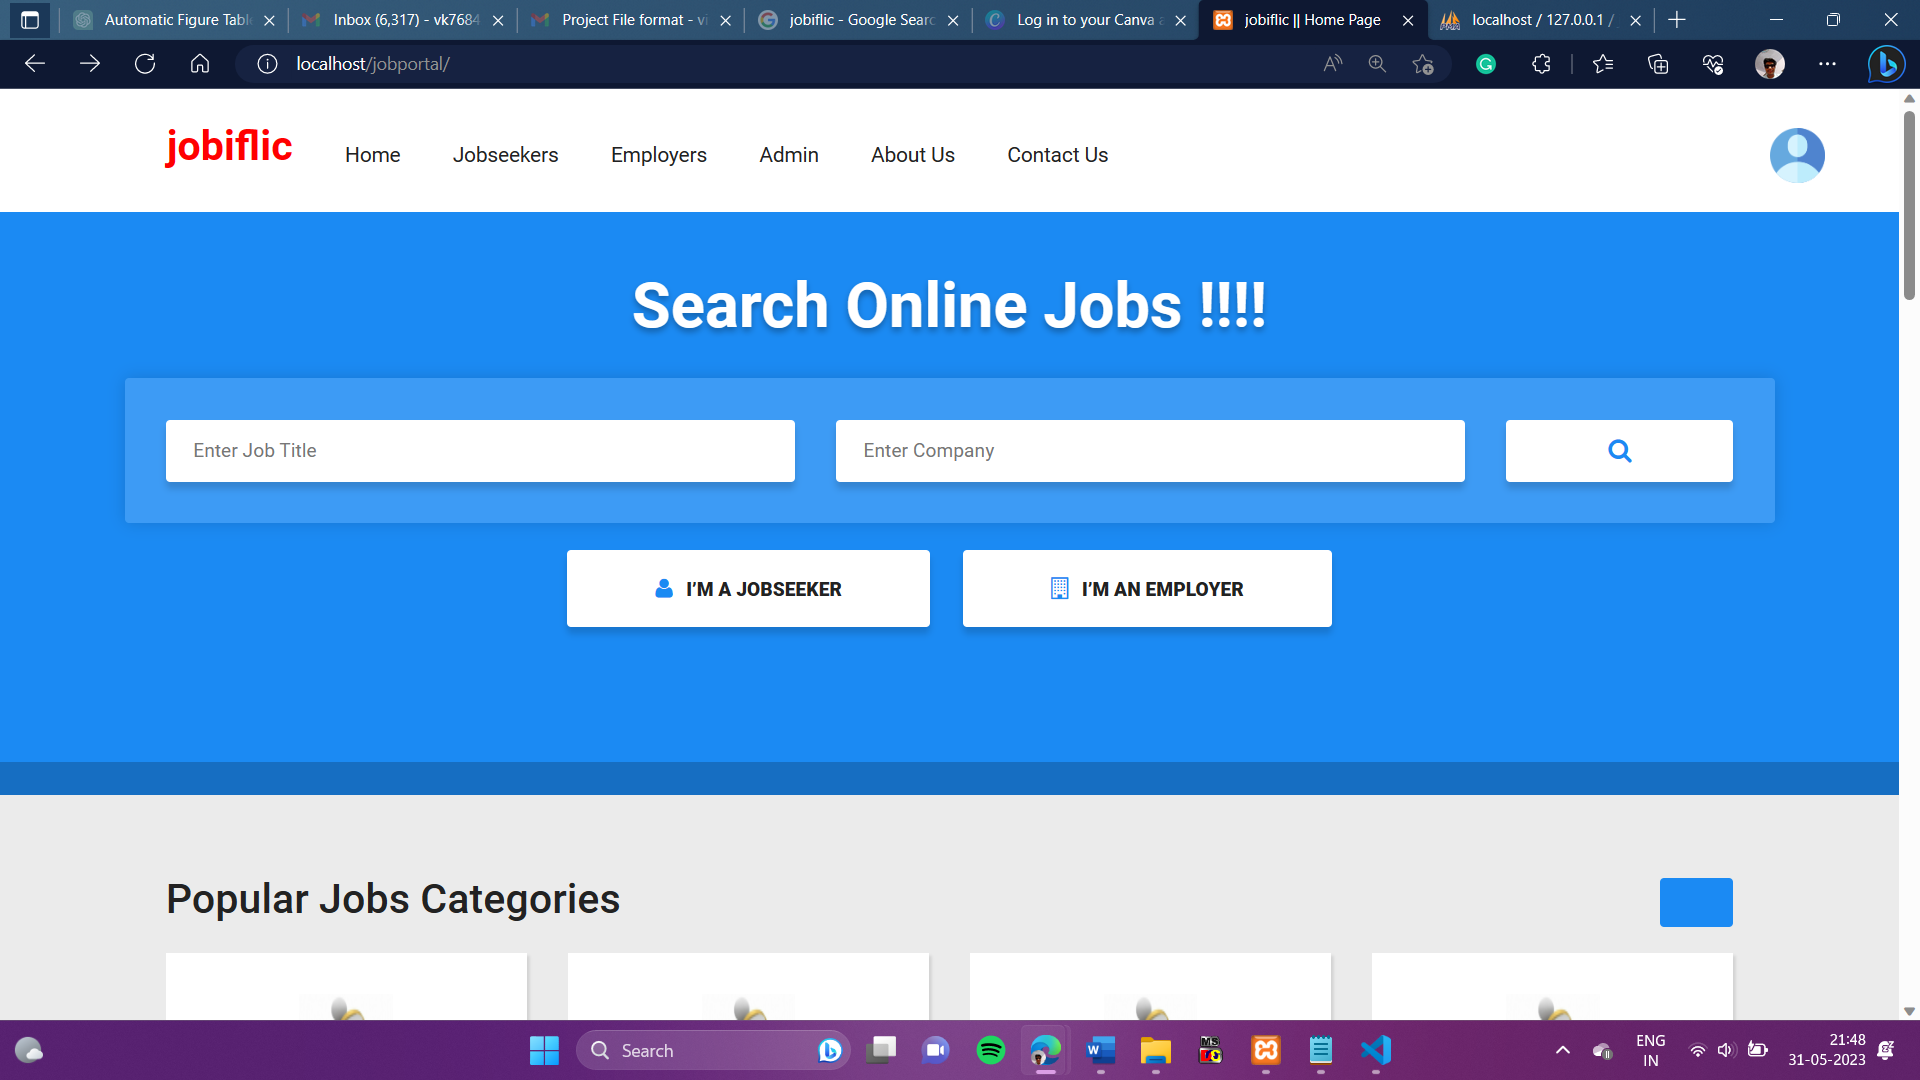 Automatic Figure Tabl
Inbox (6,317) - vk7684
Project File format - vi
jobiflic - Google Searc
Log in to your Canva a
jobiflic || Home Page
localhost / 127.0.0.1 /
localhost/jobportal/
jobiflic
Home
Jobseekers
Employers
Admin
About Us
Contact Us
Search Online Jobs !!!!
Enter Job Title
Enter Company
I’M A JOBSEEKER
I’M AN EMPLOYER
Popular Jobs Categories
Search
ENG
IN
21:48
31-05-2023